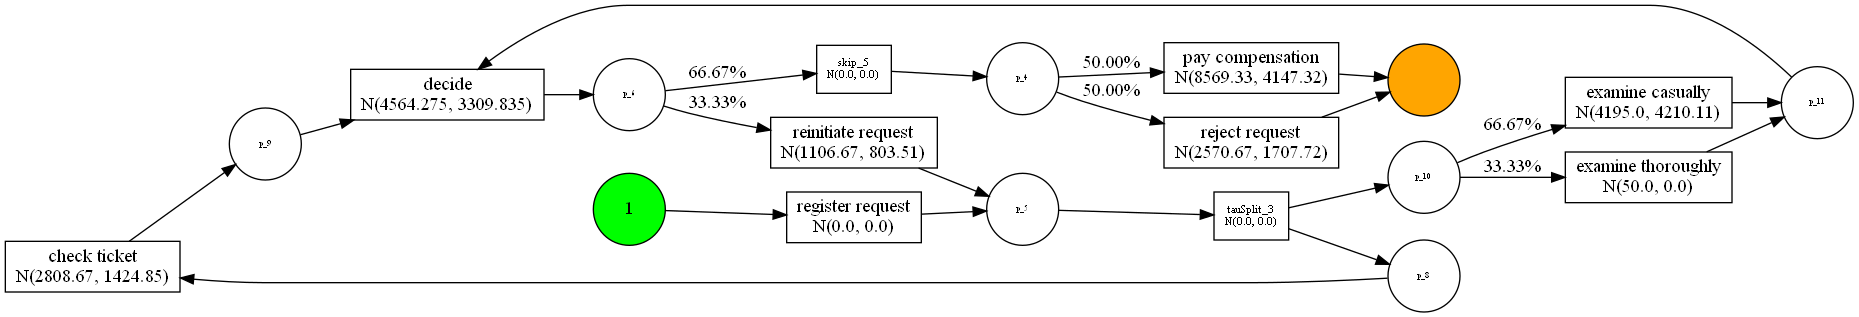 decide
N(4564.275, 3309.835)
p_9
check ticket
N(2808.67, 1424.85)
p_6
66.67%
33.33%
skip_5
N(0.0, 0.0)
reinitiate request
N(1106.67, 803.51)
1
register request
N(0.0, 0.0)
p_4
50.00%
50.00%
pay compensation
N(8569.33, 4147.32)
reject request
N(2570.67, 1707.72)
p_5
tauSplit_3
N(0.0, 0.0)
p_10
p_8
66.67%
33.33%
examine casually
N(4195.0, 4210.11)
examine thoroughly
N(50.0, 0.0)
p_11